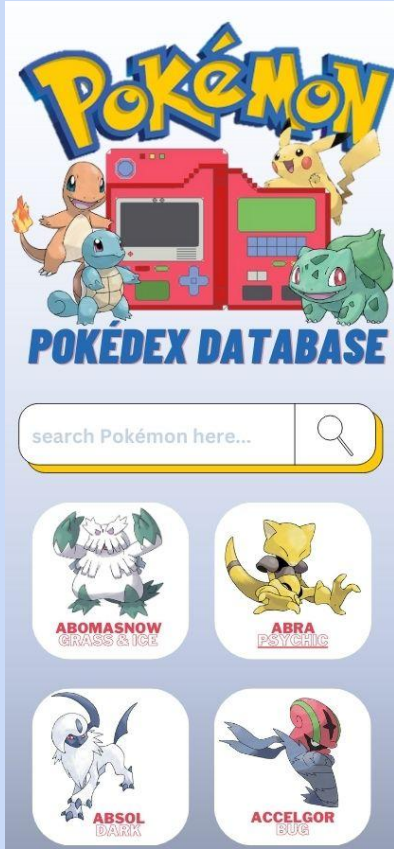 POKÉMON
POKÉDEX DATABASE
search Pokémon here...
ABOMASNOW
GRASS & ICE
ABRA
PSYCHIC
ABSOL
DARK
ACCELGOR
BUG